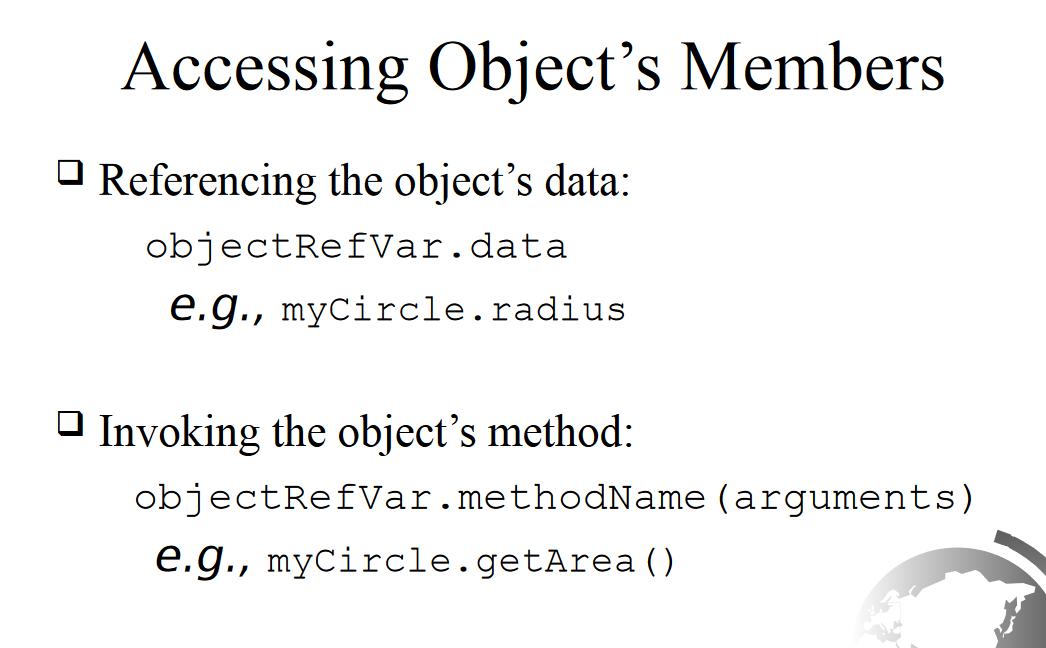 Accessing Object’s Members
❑ Referencing the object’s data:
objectRefVar.data
e.g., myCircle.radius
❑ Invoking the object’s method:
objectRefVar.methodName(arguments)
e.g., myCircle.getArea()